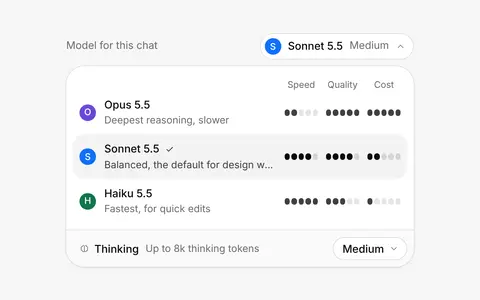 Model for this chat
S Sonnet 5.5 Medium
Speed Quality Cost
O Opus 5.5
Deepest reasoning, slower
S Sonnet 5.5
Balanced, the default for design w...
H Haiku 5.5
Fastest, for quick edits
Thinking Up to 8k thinking tokens Medium